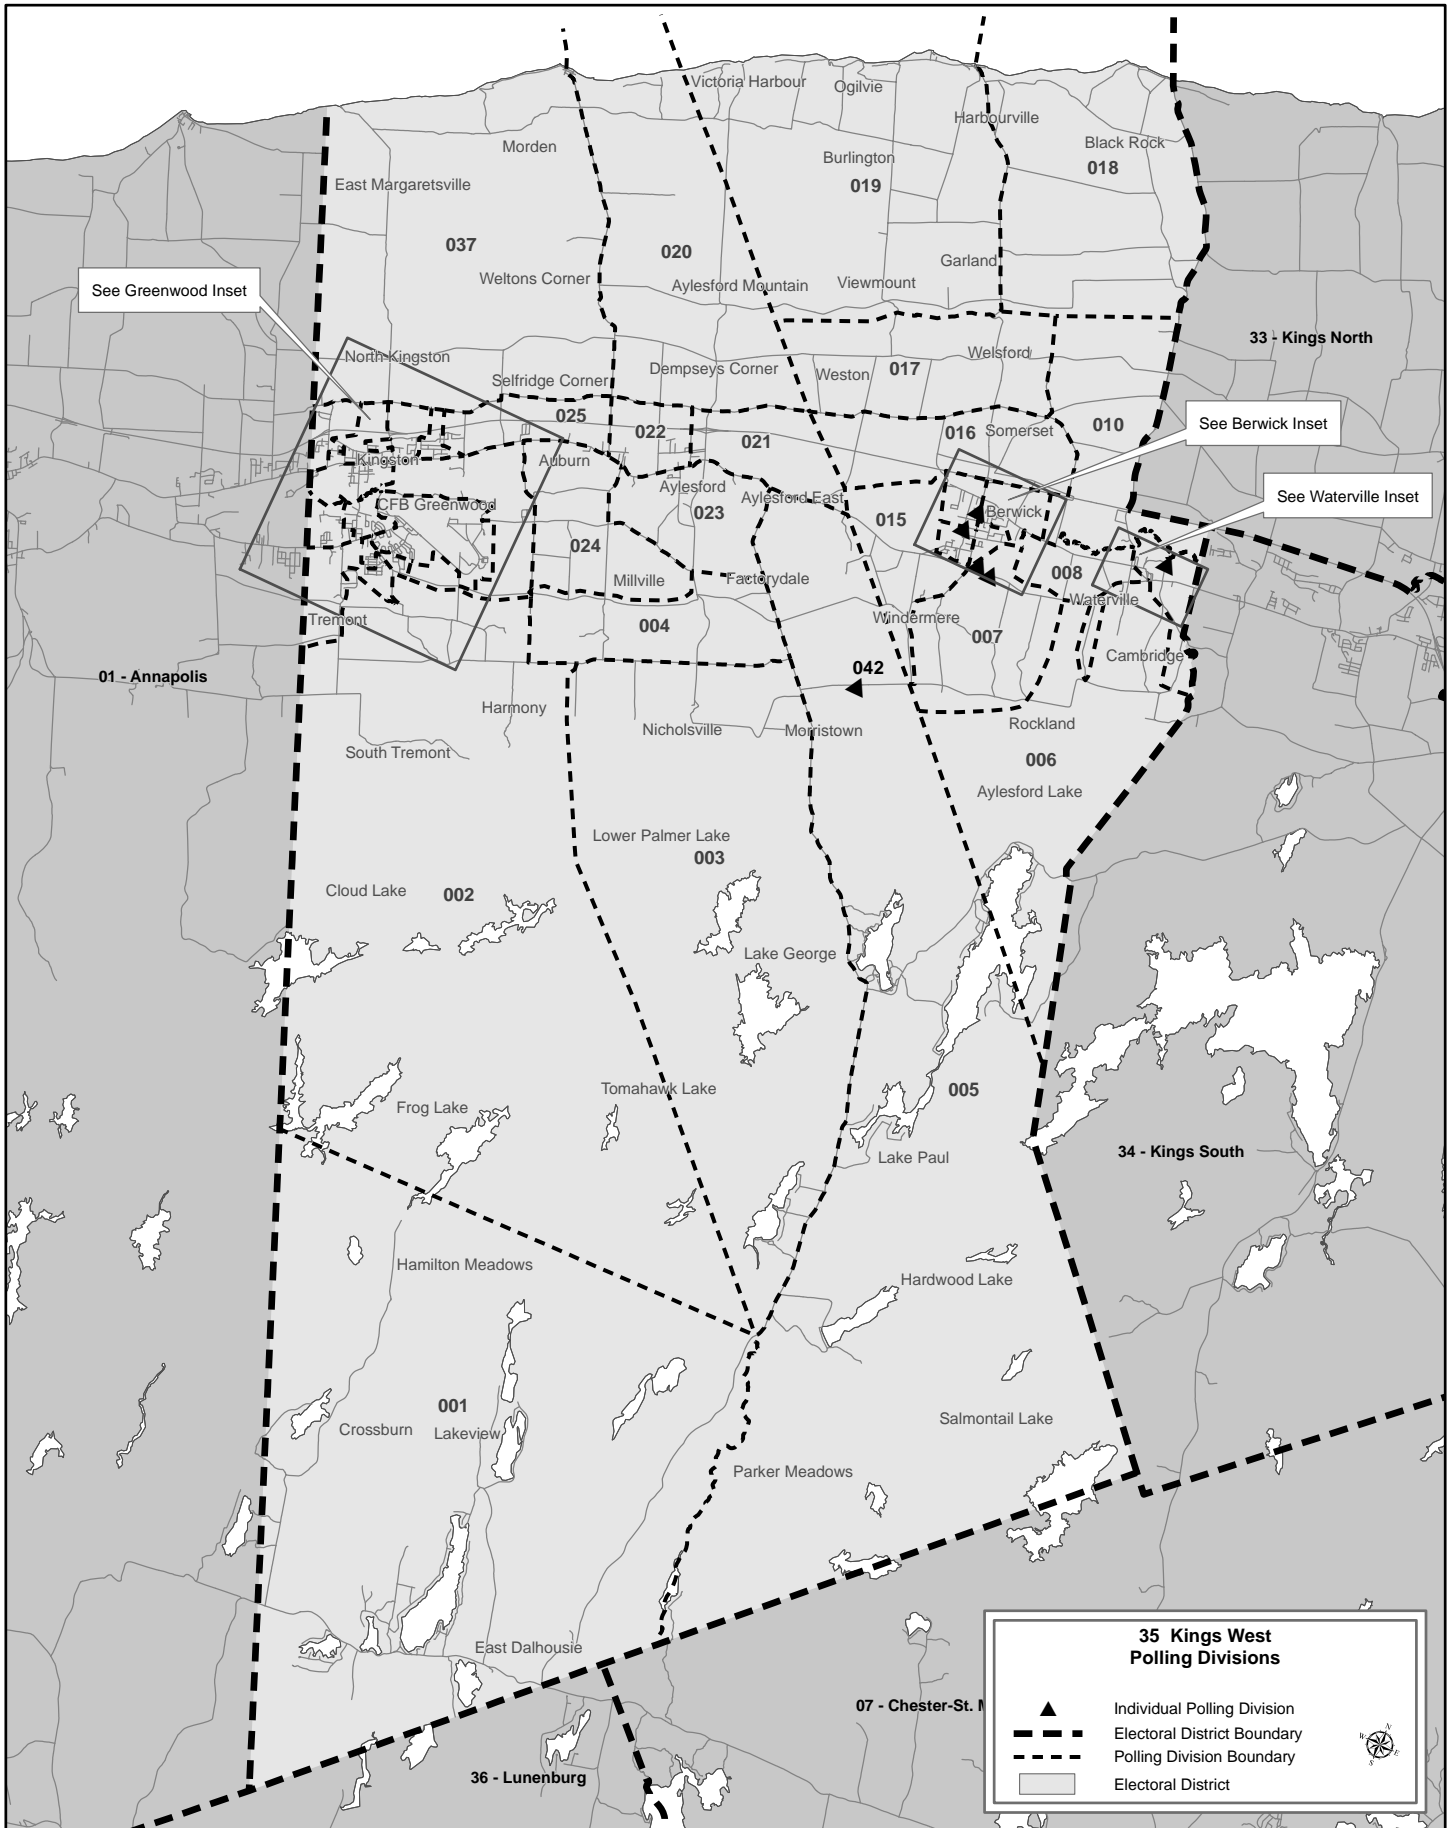 Victoria Harbour
Ogilvie
Harbourville
Morden
Black Rock
Burlington
018
East Margaretsville
019
037
020
Garland
Weltons Corner
Aylesford Mountain
Viewmount
See Greenwood Inset
33 - Kings North
North Kingston
Welsford
Dempseys Corner
Weston
017
Selfridge Corner
025
022
021
016
Somerset
010
See Berwick Inset
Kingston
Auburn
Aylesford
Aylesford East
See Waterville Inset
CFB Greenwood
023
015
Berwick
024
Millville
Factorydale
008
Waterville
Tremont
004
Windermere
007
Cambridge
01 - Annapolis
042
Harmony
Nicholsville
Morristown
Rockland
South Tremont
006
Aylesford Lake
Lower Palmer Lake
003
Cloud Lake
002
Lake George
Tomahawk Lake
005
Frog Lake
Lake Paul
34 - Kings South
Hamilton Meadows
Hardwood Lake
001
Crossburn
Lakeview
Salmontail Lake
Parker Meadows
East Dalhousie
07 - Chester-St. M
36 - Lunenburg
35 Kings West
Polling Divisions
Individual Polling Division
Electoral District Boundary
Polling Division Boundary
Electoral District
N
W
E
S